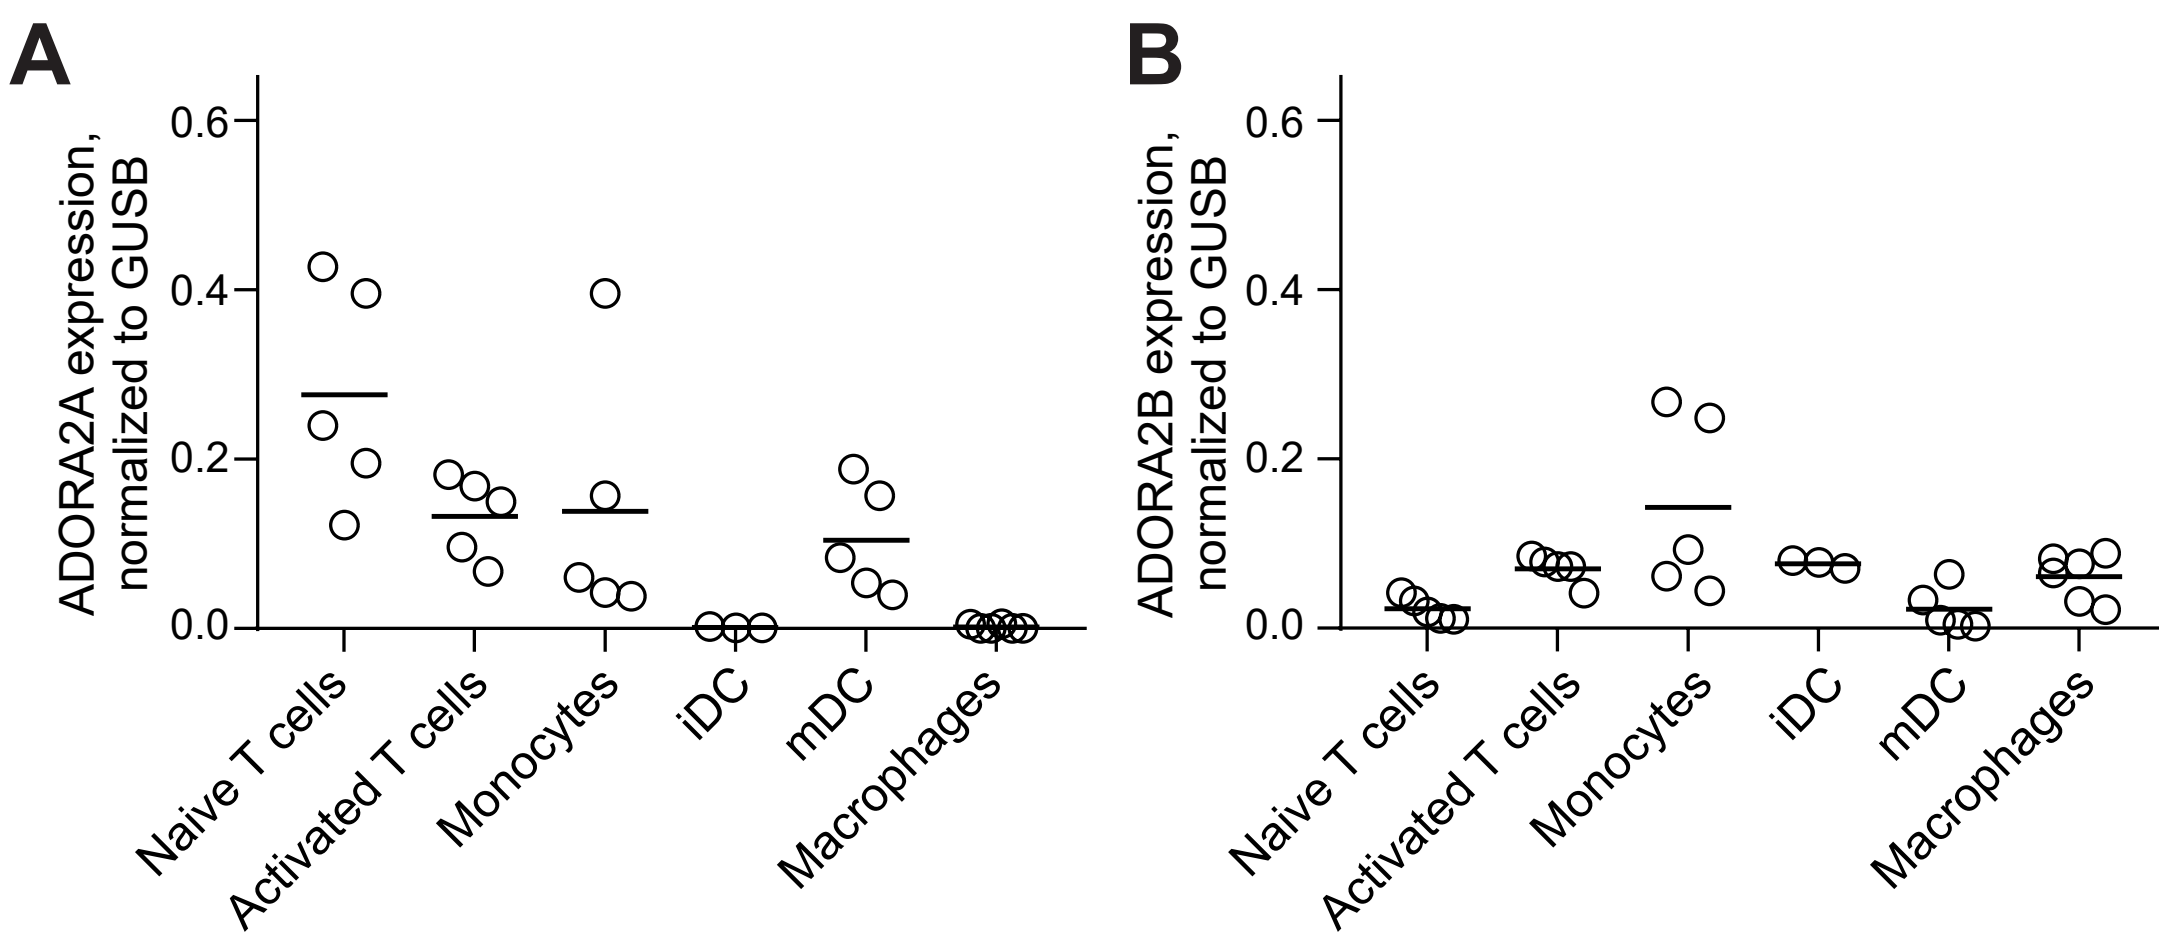 A
ADORA2A expression,
normalized to GUSB
0.6
0.4
0.2
0.0
Naive T cells
Activated T cells
Monocytes
iDC
mDC
Macrophages
B
ADORA2B expression,
normalized to GUSB
0.6
0.4
0.2
0.0
Naive T cells
Activated T cells
Monocytes
iDC
mDC
Macrophages